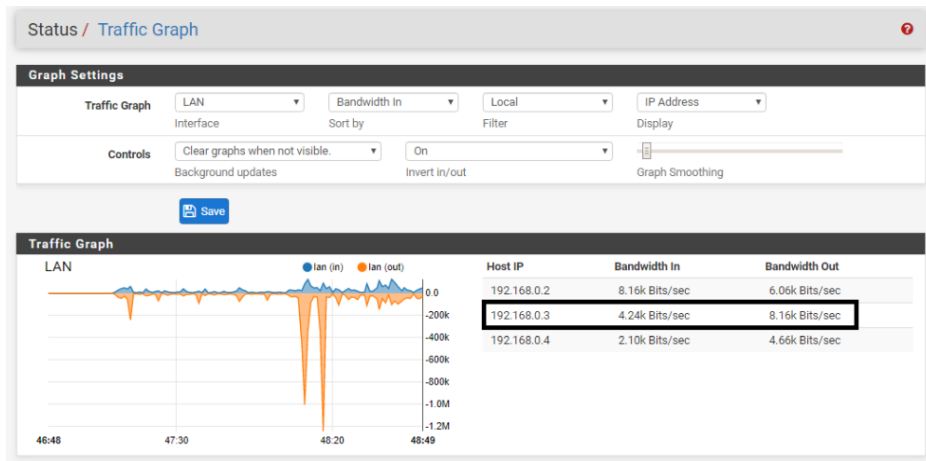 Status / Traffic Graph
Graph Settings
Traffic Graph LAN Bandwidth In Local IP Address
Interface Sort by Filter Display
Controls Clear graphs when not visible. On
Background updates Invert in/out Graph Smoothing
Save
Traffic Graph
LAN lan (in) lan (out)
0.0
-200k
-400k
-600k
-800k
-1.0M
-1.2M
46:48 47:30 48:20 48:49
Host IP Bandwidth In Bandwidth Out
192.168.0.2 8.16k Bits/sec 6.06k Bits/sec
192.168.0.3 4.24k Bits/sec 8.16k Bits/sec
192.168.0.4 2.10k Bits/sec 4.66k Bits/sec